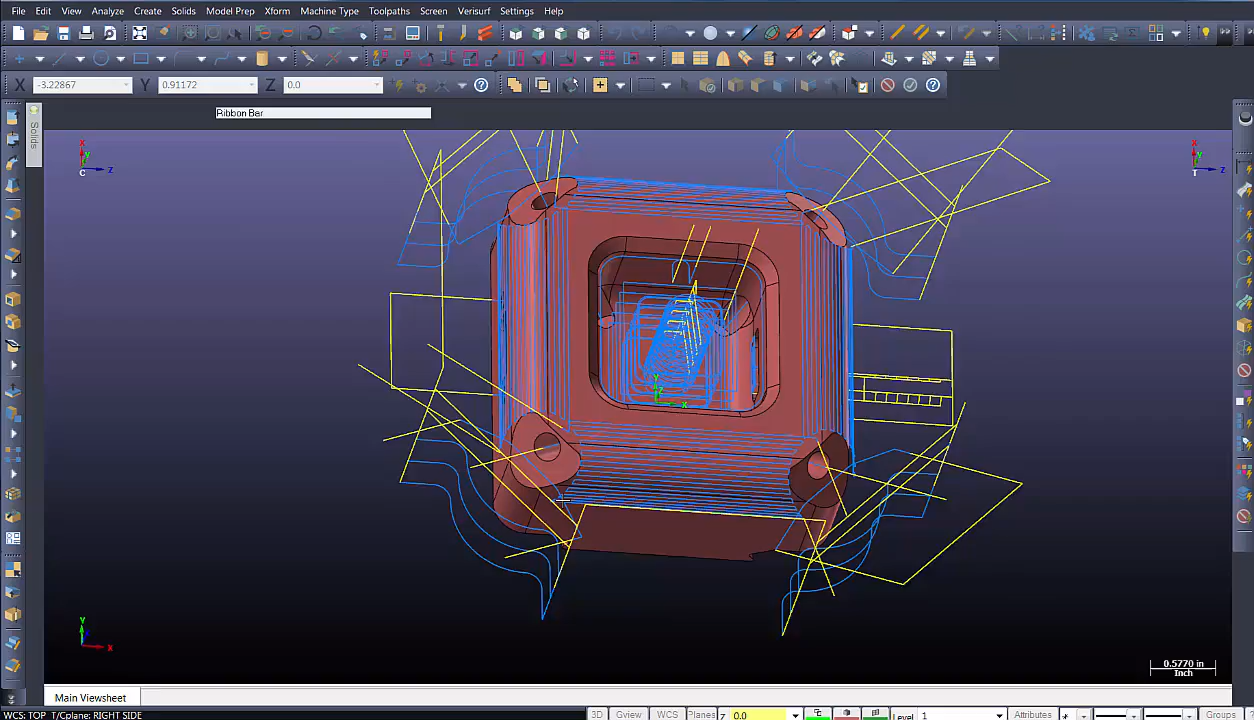 File Edit View Analyze Create Solids Model Prep Xform Machine Type Toolpaths Screen Verisurf Settings Help
X -3.22867 Y 0.91172 Z 0.0
Ribbon Bar
Solids
X Y Z C
X Y Z T
Y X
Y X
0.5770 in
Inch
Main Viewsheet
WCS: TOP T/Cplane: RIGHT SIDE 3D Gview WCS Planes Z 0.0 Level 1 Attributes Groups